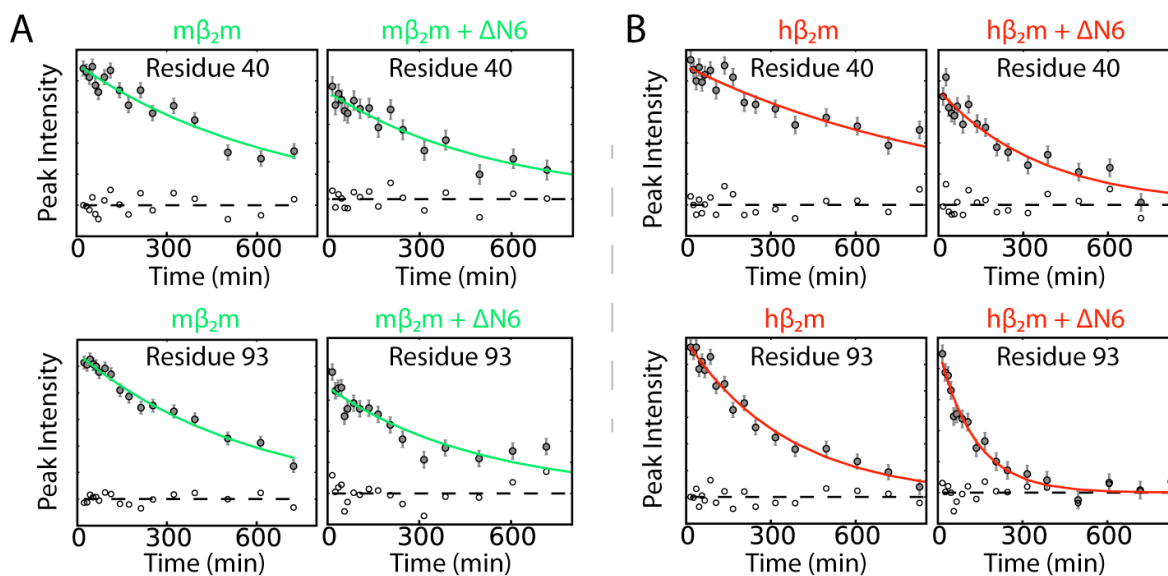 A
mβ₂m
mβ₂m + ΔN6
B
hβ₂m
hβ₂m + ΔN6
Peak Intensity
Residue 40
Residue 40
Peak Intensity
Residue 40
Residue 40
0 300 600
0 300 600
0 300 600
0 300 600
Time (min)
Time (min)
Time (min)
Time (min)
mβ₂m
mβ₂m + ΔN6
hβ₂m
hβ₂m + ΔN6
Peak Intensity
Residue 93
Residue 93
Peak Intensity
Residue 93
Residue 93
0 300 600
0 300 600
0 300 600
0 300 600
Time (min)
Time (min)
Time (min)
Time (min)